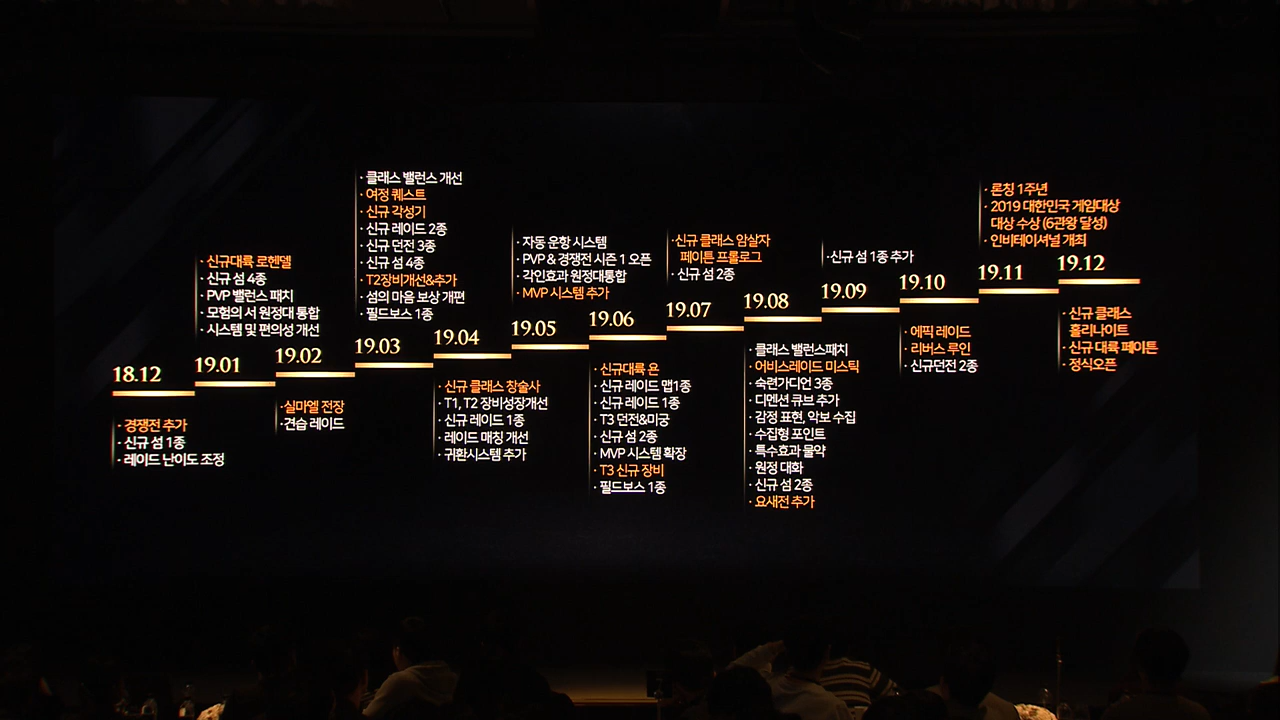 18.12
· 경쟁전 추가
· 신규 섬 1종
· 레이드 난이도 조정
· 신규대륙 로헨델
· 신규 섬 4종
· PVP 밸런스 패치
· 모험의 서 원정대 통합
· 시스템 및 편의성 개선
19.01
19.02
· 실마엘 전장
· 견습 레이드
· 클래스 밸런스 개선
· 여정 퀘스트
· 신규 각성기
· 신규 레이드 2종
· 신규 던전 3종
· 신규 섬 4종
· T2장비개선&추가
· 섬의 마음 보상 개편
· 필드보스 1종
19.03
19.04
· 신규 클래스 창술사
· T1, T2 장비성장개선
· 신규 레이드 1종
· 레이드 매칭 개선
· 귀환시스템 추가
· 자동 운항 시스템
· PVP & 경쟁전 시즌 1 오픈
· 각인효과 원정대통합
· MVP 시스템 추가
19.05
19.06
· 신규대륙 욘
· 신규 레이드 맵1종
· 신규 레이드 1종
· T3 던전&미궁
· 신규 섬 2종
· MVP 시스템 확장
· T3 신규 장비
· 필드보스 1종
· 신규 클래스 암살자
페이튼 프롤로그
· 신규 섬 2종
19.07
19.08
· 클래스 밸런스패치
· 어비스레이드 미스틱
· 숙련가디언 3종
· 디멘션 큐브 추가
· 감정 표현, 악보 수집
· 수집형 포인트
· 특수효과 물약
· 원정 대화
· 신규 섬 2종
· 요새전 추가
· 신규 섬 1종 추가
19.09
19.10
· 에픽 레이드
· 리버스 루인
· 신규던전 2종
· 론칭 1주년
· 2019 대한민국 게임대상
대상 수상 (6관왕 달성)
· 인비테이셔널 개최
19.11
19.12
· 신규 클래스
홀리나이트
· 신규 대륙 페이튼
정식오픈